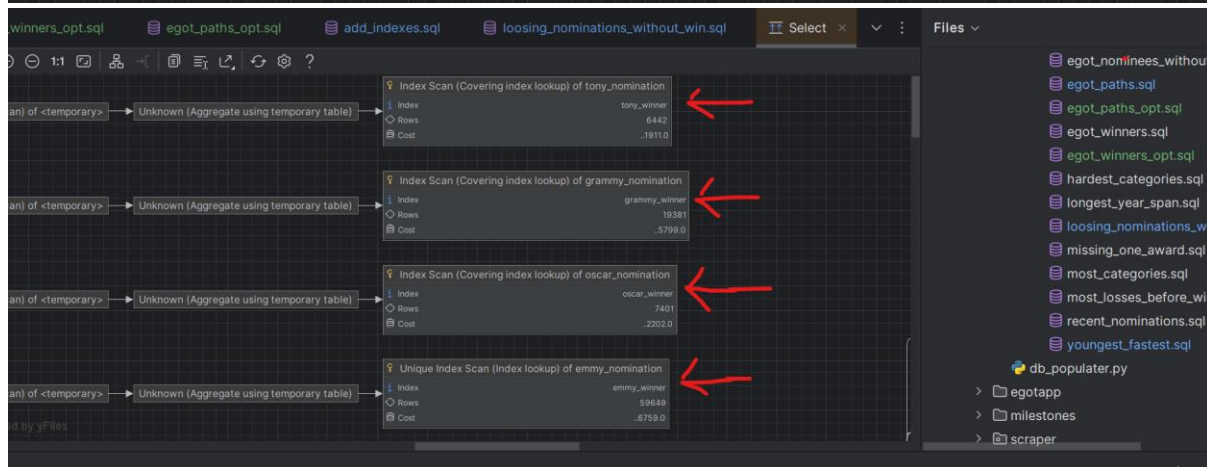 winners_opt.sql egot_paths_opt.sql add_indexes.sql loosing_nominations_without_win.sql Select Files
1:1 ?
egot_nominees_withou
egot_paths.sql
egot_paths_opt.sql
egot_winners.sql
egot_winners_opt.sql
hardest_categories.sql
longest_year_span.sql
loosing_nominations_w
missing_one_award.sql
most_categories.sql
most_losses_before_wi
recent_nominations.sql
youngest_fastest.sql
db_populater.py
egotapp
milestones
scraper
Index Scan (Covering index lookup) of tony_nomination
Index tony_winner
Rows 6442
Cost ..1911.0
an) of <temporary> Unknown (Aggregate using temporary table)
Index Scan (Covering index lookup) of grammy_nomination
Index grammy_winner
Rows 19381
Cost ..5799.0
an) of <temporary> Unknown (Aggregate using temporary table)
Index Scan (Covering index lookup) of oscar_nomination
Index oscar_winner
Rows 7401
Cost ..2202.0
an) of <temporary> Unknown (Aggregate using temporary table)
Unique Index Scan (Index lookup) of emmy_nomination
Index emmy_winner
Rows 59649
Cost ..6759.0
an) of <temporary> Unknown (Aggregate using temporary table)
ed by yFiles